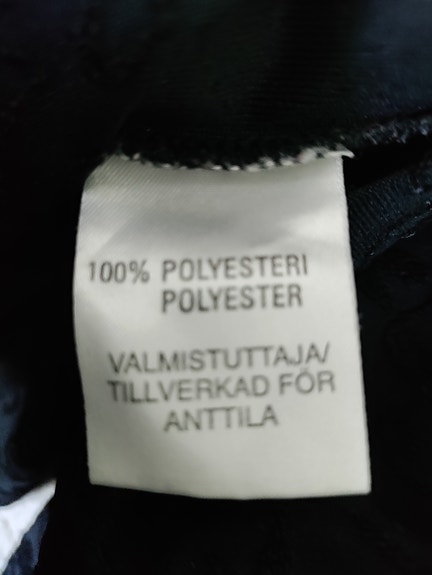 100% POLYESTERI
POLYESTER
VALMISTUTTAJA/
TILLVERKAD FÖR
ANTTILA